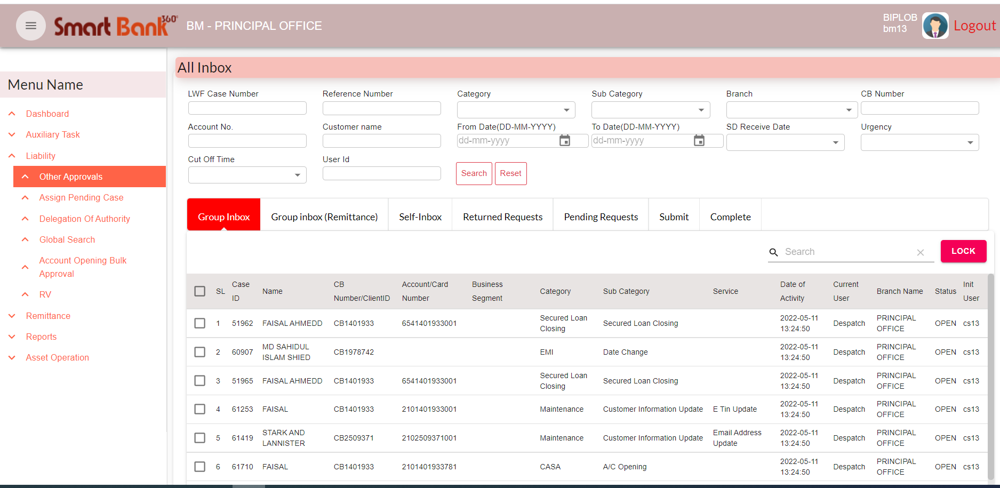 Smart Bank 360°
BM - PRINCIPAL OFFICE
BIPLOB
bm13
Logout
Menu Name
Dashboard
Auxiliary Task
Liability
Other Approvals
Assign Pending Case
Delegation Of Authority
Global Search
Account Opening Bulk
Approval
RV
Remittance
Reports
Asset Operation
All Inbox
LWF Case Number Reference Number Category Sub Category Branch CB Number
Account No. Customer name From Date(DD-MM-YYYY) To Date(DD-MM-YYYY) SD Receive Date Urgency
dd-mm-yyyy dd-mm-yyyy
Cut Off Time User Id
Search Reset
Group Inbox Group inbox (Remittance) Self-Inbox Returned Requests Pending Requests Submit Complete
Search LOCK
SL Case ID Name CB Number/ClientID Account/Card Number Business Segment Category Sub Category Service Date of Activity Current User Branch Name Status Init User
1 51962 FAISAL AHMEDD CB1401933 6541401933001 Secured Loan Closing Secured Loan Closing 2022-05-11 13:24:50 Despatch PRINCIPAL OFFICE OPEN cs13
2 60907 MD SAHIDUL ISLAM SHIED CB1978742 EMI Date Change 2022-05-11 13:24:50 Despatch PRINCIPAL OFFICE OPEN cs13
3 51965 FAISAL AHMEDD CB1401933 6541401933001 Secured Loan Closing Secured Loan Closing 2022-05-11 13:24:50 Despatch PRINCIPAL OFFICE OPEN cs13
4 61253 FAISAL CB1401933 2101401933001 Maintenance Customer Information Update E Tin Update 2022-05-11 13:24:50 Despatch PRINCIPAL OFFICE OPEN cs13
5 61419 STARK AND LANNISTER CB2509371 2102509371001 Maintenance Customer Information Update Email Address Update 2022-05-11 13:24:50 Despatch PRINCIPAL OFFICE OPEN cs13
6 61710 FAISAL CB1401933 2101401933781 CASA A/C Opening 2022-05-11 13:24:50 Despatch PRINCIPAL OFFICE OPEN cs13